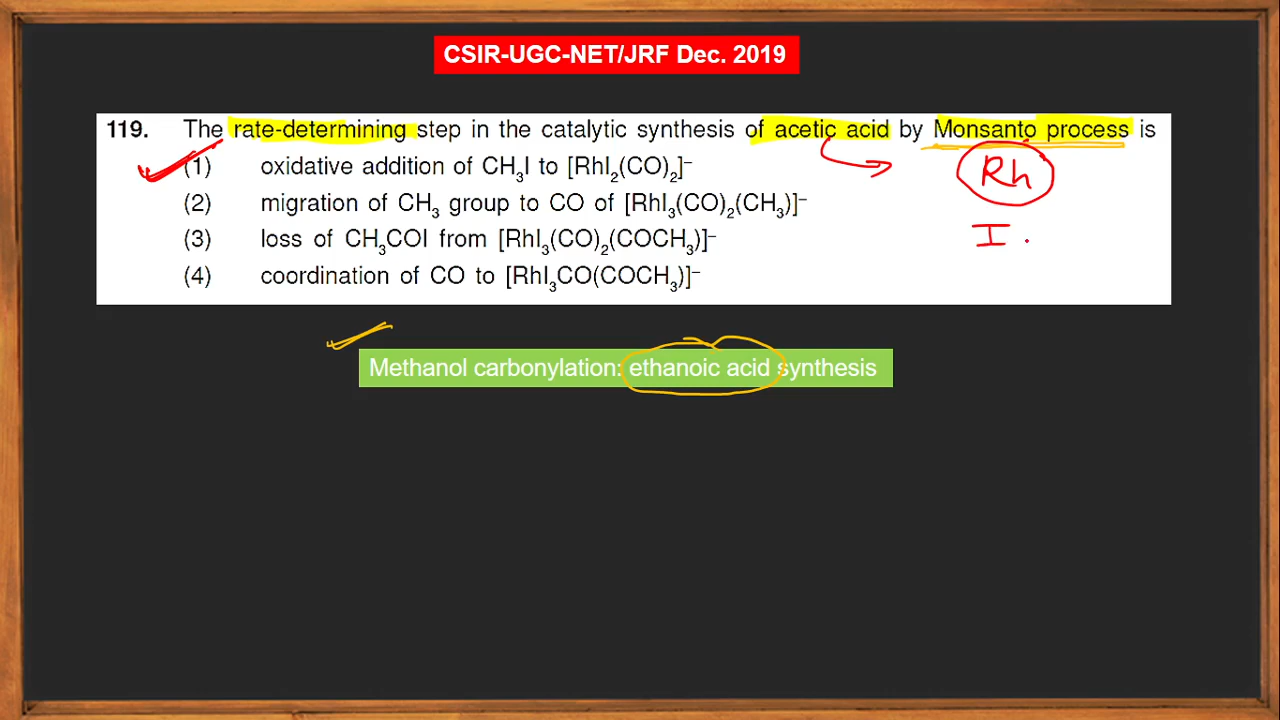 CSIR-UGC-NET/JRF Dec. 2019
119. The rate-determining step in the catalytic synthesis of acetic acid by Monsanto process is
(1) oxidative addition of CH₃I to [RhI₂(CO)₂]⁻
(2) migration of CH₃ group to CO of [RhI₃(CO)₂(CH₃)]⁻
(3) loss of CH₃COI from [RhI₃(CO)₂(COCH₃)]⁻
(4) coordination of CO to [RhI₃CO(COCH₃)]⁻
Rh
I
Methanol carbonylation: ethanoic acid synthesis